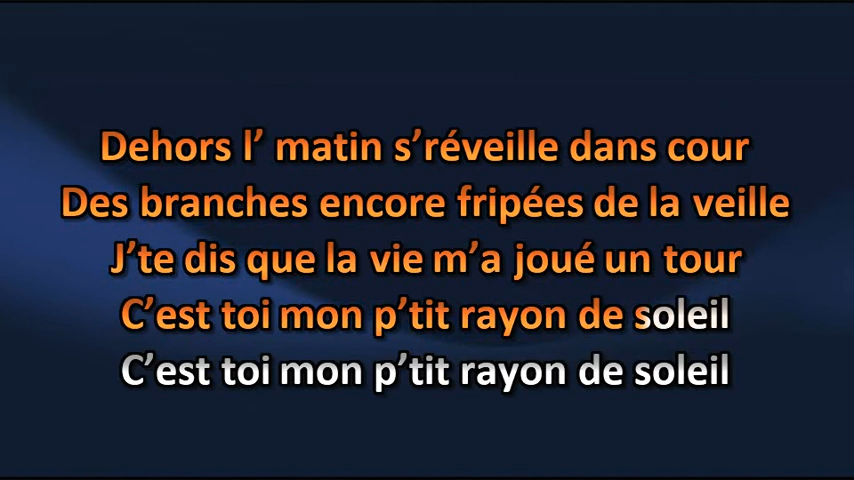 Dehors l’ matin s’réveille dans cour
Des branches encore fripées de la veille
J’te dis que la vie m’a joué un tour
C’est toi mon p’tit rayon de soleil
C’est toi mon p’tit rayon de soleil